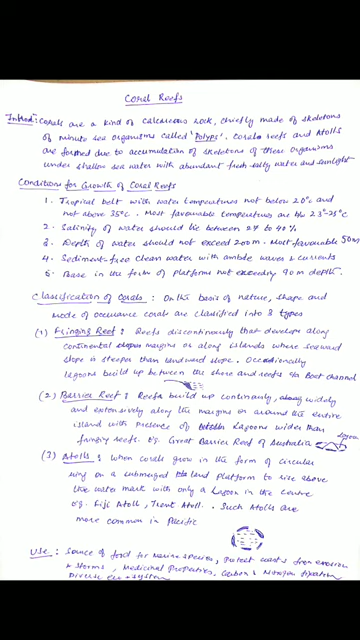 Coral Reefs
Introd: Corals are a kind of calcareous rock, chiefly made of skeletons
of minute sea organisms called 'Polyps'. Coral reefs and Atolls
are formed due to accumulation of skeletons of these organisms
under shallow sea water with abundant fresh salty water and sunlight
Conditions for Growth of Coral Reefs
1. Tropical belt with water temperatures not below 20°C and
not above 35°C. Most favourable temperatures are b/w 23°-25°C
2. Salinity of water should be between 27 to 40%
3. Depth of water should not exceed 200m. Most favourable 50m
4. Sediment-free clean water with waves & currents
5. Base in the form of platforms not exceeding 90m depth.
Classification of Corals: On the basis of nature, shape and
mode of occurance corals are classified into 3 types
(1) Fringing Reef: Reefs discontinously that develop along
continental margins or along islands where seaward
slope is steeper than landward slope. Occasionally
lagoons build up between the shore and reefs Boat channel
(2) Barrier Reef: Reefs build up continuously, widely
and extensively along the margins or around the entire
island with presence of Lagoons wider than
fringing reefs. Eg. Great Barrier Reef of Australia Lagoon
(3) Atolls: When corals grow in the form of circular
ring on a submerged land platform to rise above
the water mark with only a lagoon in the centre
Eg. Fiji Atoll, Atoll. Such Atolls are
more common in Pacific
Use: Source of food for Marine species, Protect coasts from erosion
& storms, Medicinal Properties, Carbon & Nitrogen fixation
Diverse eco system